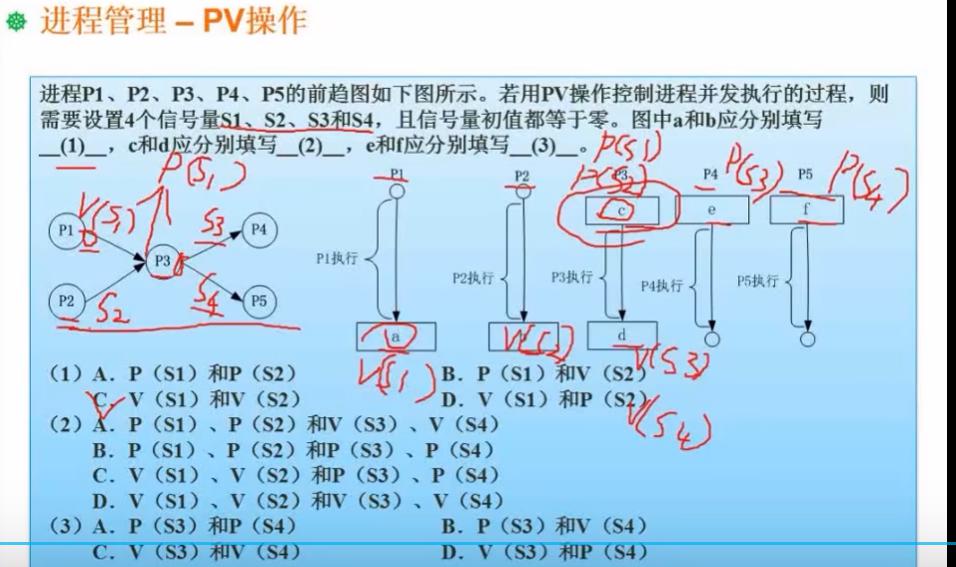 进程管理 – PV操作
进程P1、P2、P3、P4、P5的前趋图如下图所示。若用PV操作控制进程并发执行的过程，则
需要设置4个信号量S1、S2、S3和S4，且信号量初值都等于零。图中a和b应分别填写
__(1)__，c和d应分别填写__(2)__，e和f应分别填写__(3)__。
P(S1)
P(S1)
P(S2)
P(S3)
P(S4)
P1
P2
P3
P4
P5
V(S1)
S3
c
e
f
P1
P4
P3
P1执行
P2执行
P3执行
P4执行
P5执行
P2
S2
S4
P5
a
V(S2)
d
V(S1)
V(S3)
V(S4)
（1）A．P（S1）和P（S2）
B．P（S1）和V（S2）
C．V（S1）和V（S2）
D．V（S1）和P（S2）
（2）A．P（S1）、P（S2）和V（S3）、V（S4）
B．P（S1）、P（S2）和P（S3）、P（S4）
C．V（S1）、V（S2）和P（S3）、P（S4）
D．V（S1）、V（S2）和V（S3）、V（S4）
（3）A．P（S3）和P（S4）
B．P（S3）和V（S4）
C．V（S3）和V（S4）
D．V（S3）和P（S4）